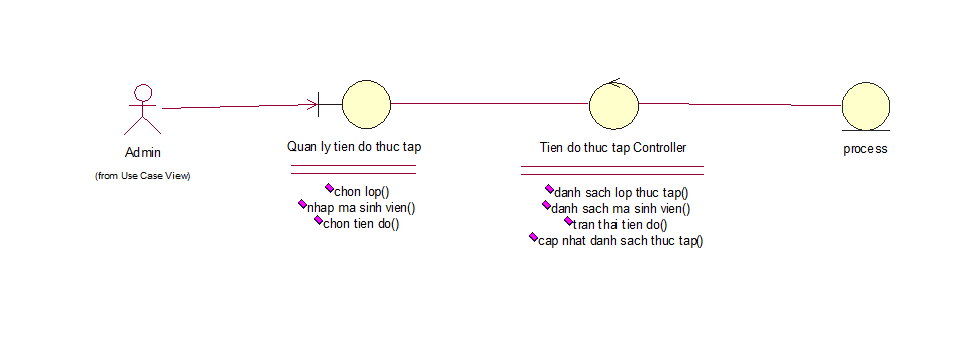 Admin
(from Use Case View)
Quan ly tien do thuc tap
chon lop()
nhap ma sinh vien()
chon tien do()
Tien do thuc tap Controller
danh sach lop thuc tap()
danh sach ma sinh vien()
tran thai tien do()
cap nhat danh sach thuc tap()
process